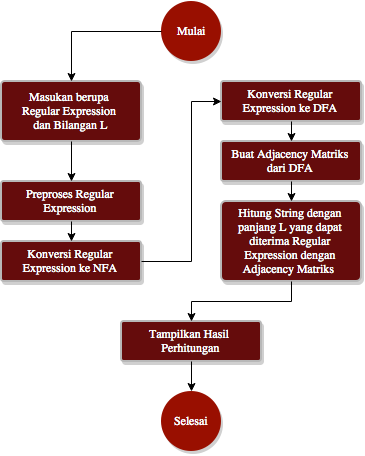 Mulai
Masukan berupa
Regular Expression
dan Bilangan L
Preproses Regular
Expression
Konversi Regular
Expression ke NFA
Konversi Regular
Expression ke DFA
Buat Adjacency Matriks
dari DFA
Hitung String dengan
panjang L yang dapat
diterima Regular
Expression dengan
Adjacency Matriks
Tampilkan Hasil
Perhitungan
Selesai